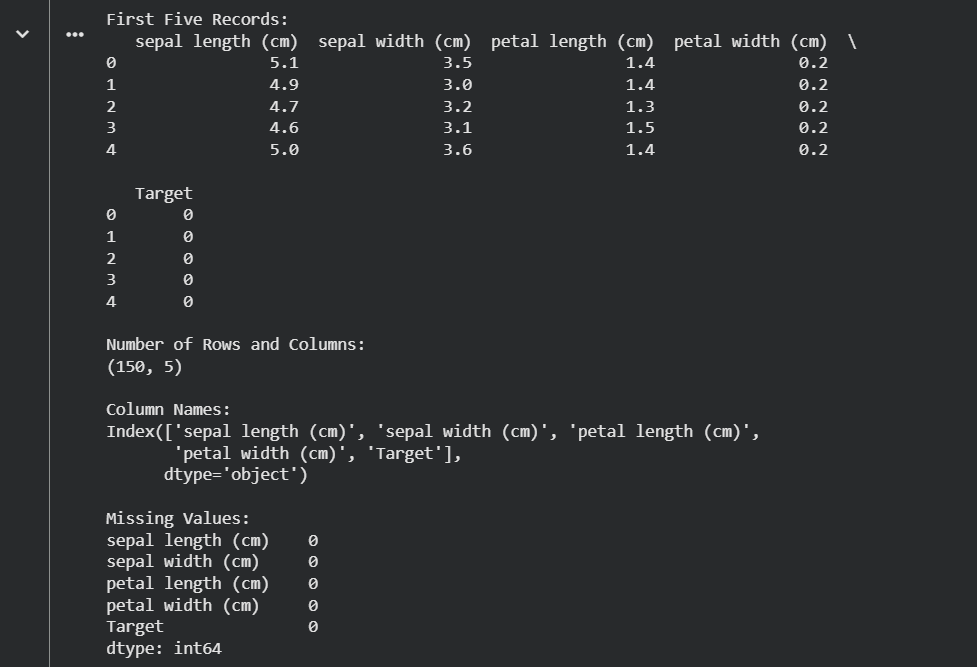 First Five Records:
   sepal length (cm)  sepal width (cm)  petal length (cm)  petal width (cm)  \
0                5.1               3.5                1.4               0.2
1                4.9               3.0                1.4               0.2
2                4.7               3.2                1.3               0.2
3                4.6               3.1                1.5               0.2
4                5.0               3.6                1.4               0.2

   Target
0       0
1       0
2       0
3       0
4       0

Number of Rows and Columns:
(150, 5)

Column Names:
Index(['sepal length (cm)', 'sepal width (cm)', 'petal length (cm)',
       'petal width (cm)', 'Target'],
      dtype='object')

Missing Values:
sepal length (cm)    0
sepal width (cm)     0
petal length (cm)    0
petal width (cm)     0
Target               0
dtype: int64